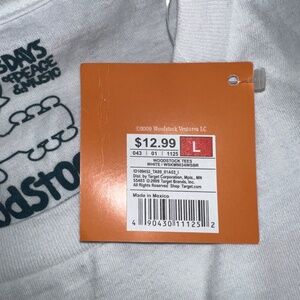 DAYS
OF PEACE
& MUSIC
©2009 Woodstock Ventures LC
$12.99
L
043 | 01 | 1125
WOODSTOCK TEES
WHITE
Dist. by Target Corporation, Mpls., MN
55403 ©2009 Target Brands, Inc.
All Rights Reserved Shop Target.com
Made in Mexico
4 90430 11125 2